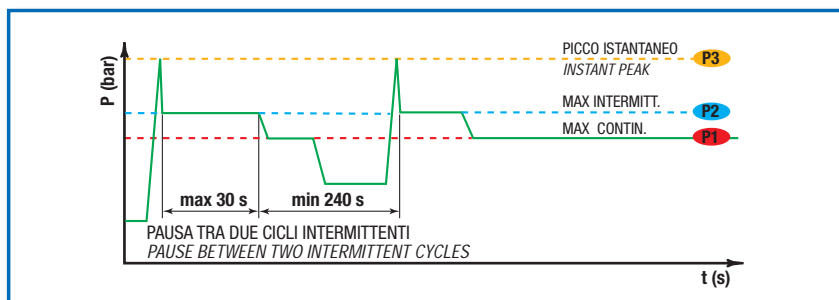 P (bar)
PICCO ISTANTANEO
INSTANT PEAK
P3
MAX INTERMITT.
P2
MAX CONTIN.
P1
max 30 s
min 240 s
PAUSA TRA DUE CICLI INTERMITTENTI
PAUSE BETWEEN TWO INTERMITTENT CYCLES
t (s)